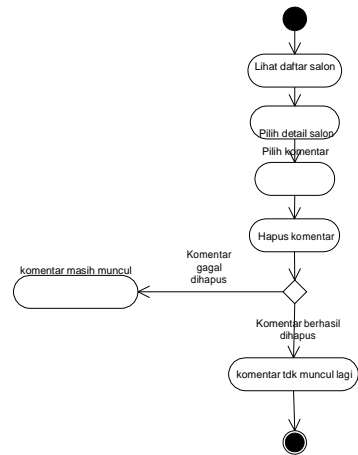 Lihat daftar salon
Pilih detail salon
Pilih komentar
Hapus komentar
Komentar
gagal
dihapus
komentar masih muncul
Komentar berhasil
dihapus
komentar tdk muncul lagi